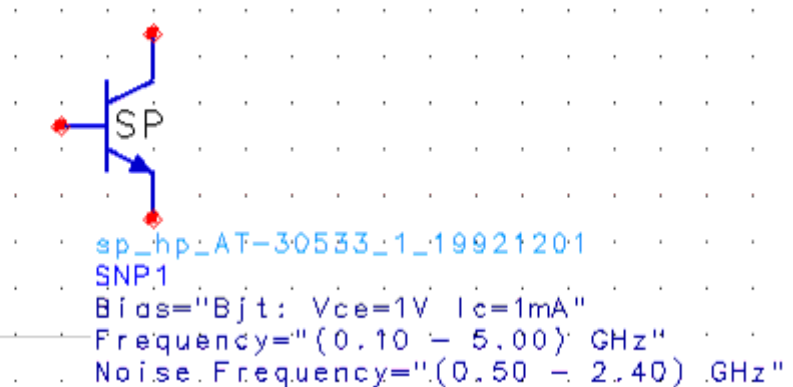 SP
sp_hp_AT-30533_1_19921201
SNP1
Bias="Bjt: Vce=1V Ic=1mA"
Frequency="(0.10 - 5.00) GHz"
Noise Frequency="(0.50 - 2.40) GHz"